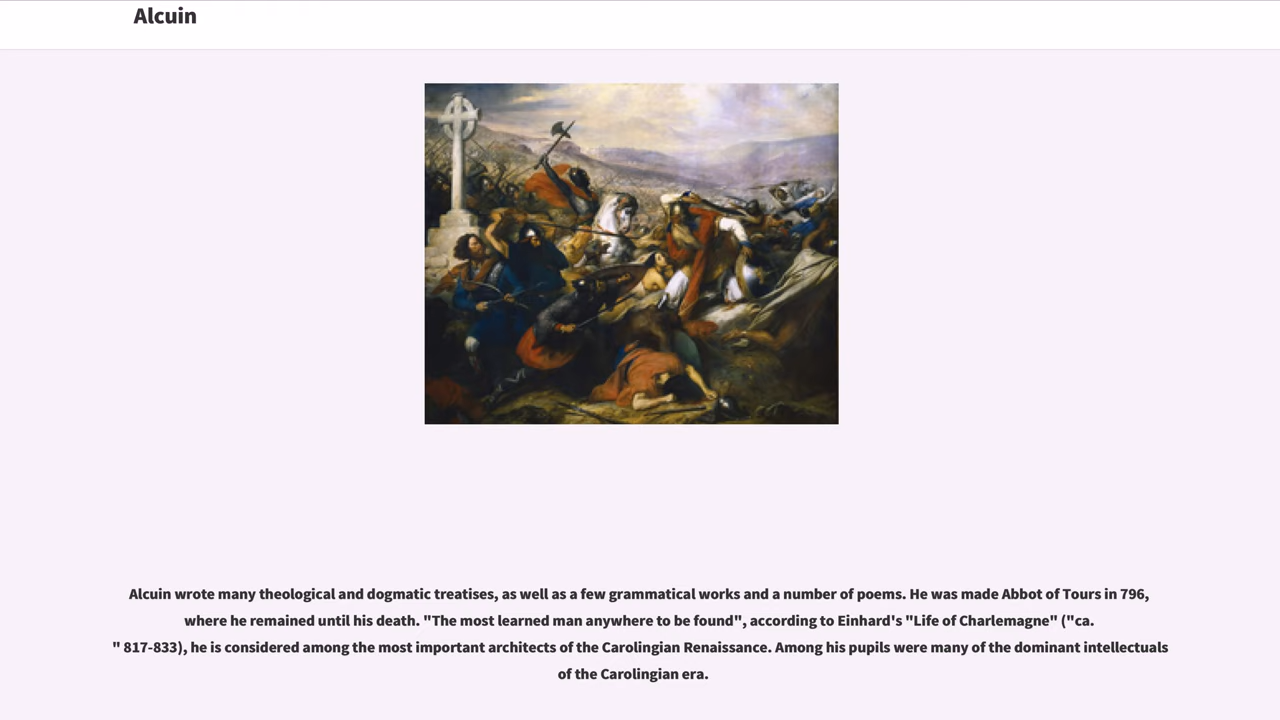 Alcuin
Alcuin wrote many theological and dogmatic treatises, as well as a few grammatical works and a number of poems. He was made Abbot of Tours in 796,
where he remained until his death. "The most learned man anywhere to be found", according to Einhard's "Life of Charlemagne" ("ca.
" 817-833), he is considered among the most important architects of the Carolingian Renaissance. Among his pupils were many of the dominant intellectuals
of the Carolingian era.